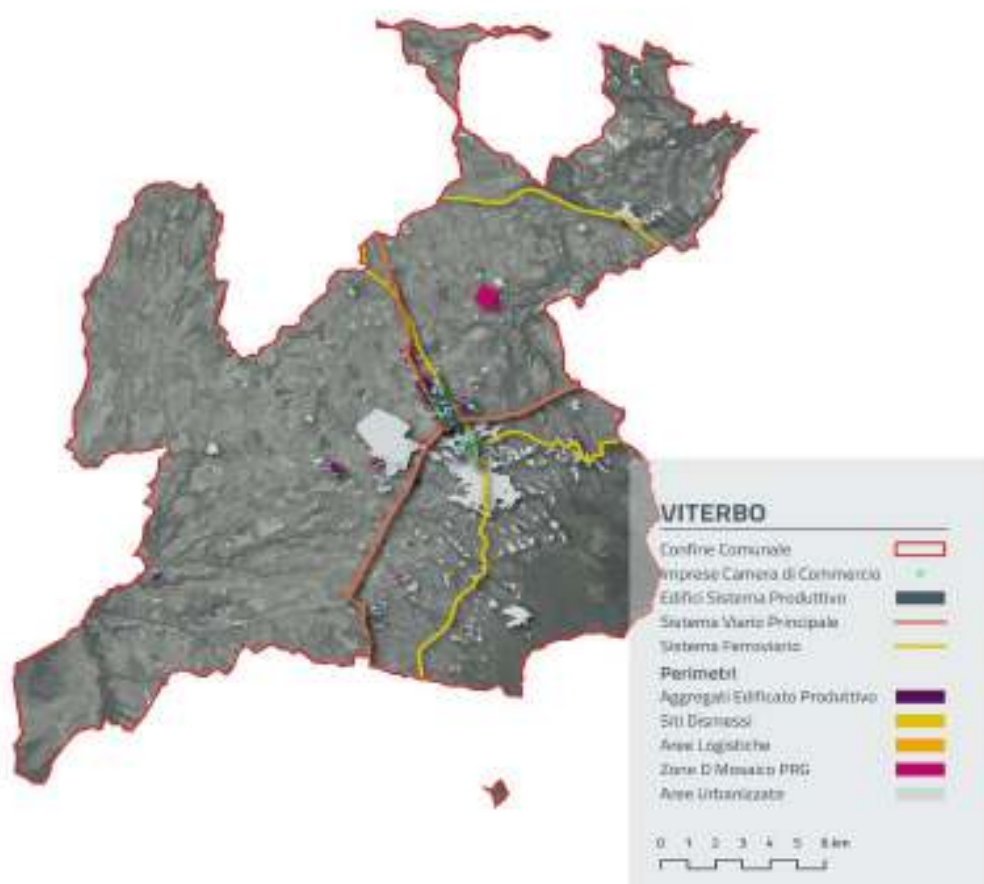 VITERBO
Confine Comunale
Imprese Camera di Commercio
Edifici Sistema Produttivo
Sistema Viario Principale
Sistema Ferroviario
Perimetri
Aggregati Edificato Produttivo
Siti Dismessi
Aree Logistiche
Zone D Mosaico PRG
Aree Urbanizzate
0 1 2 3 4 5 6 km